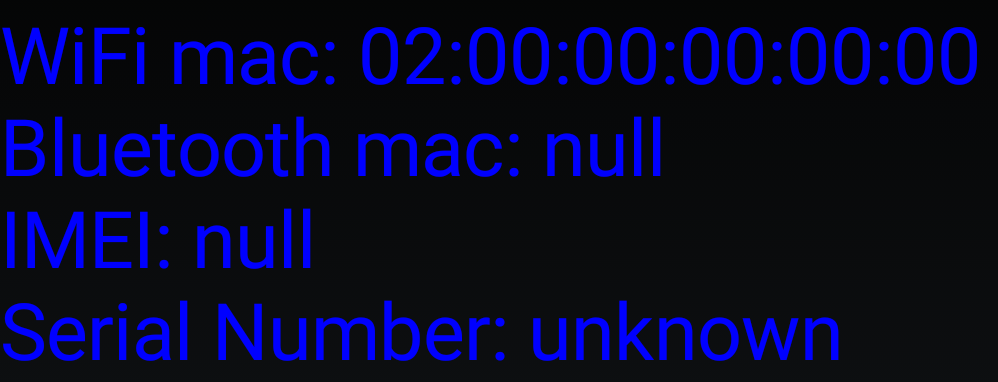 WiFi mac: 02:00:00:00:00:00
Bluetooth mac: null
IMEI: null
Serial Number: unknown